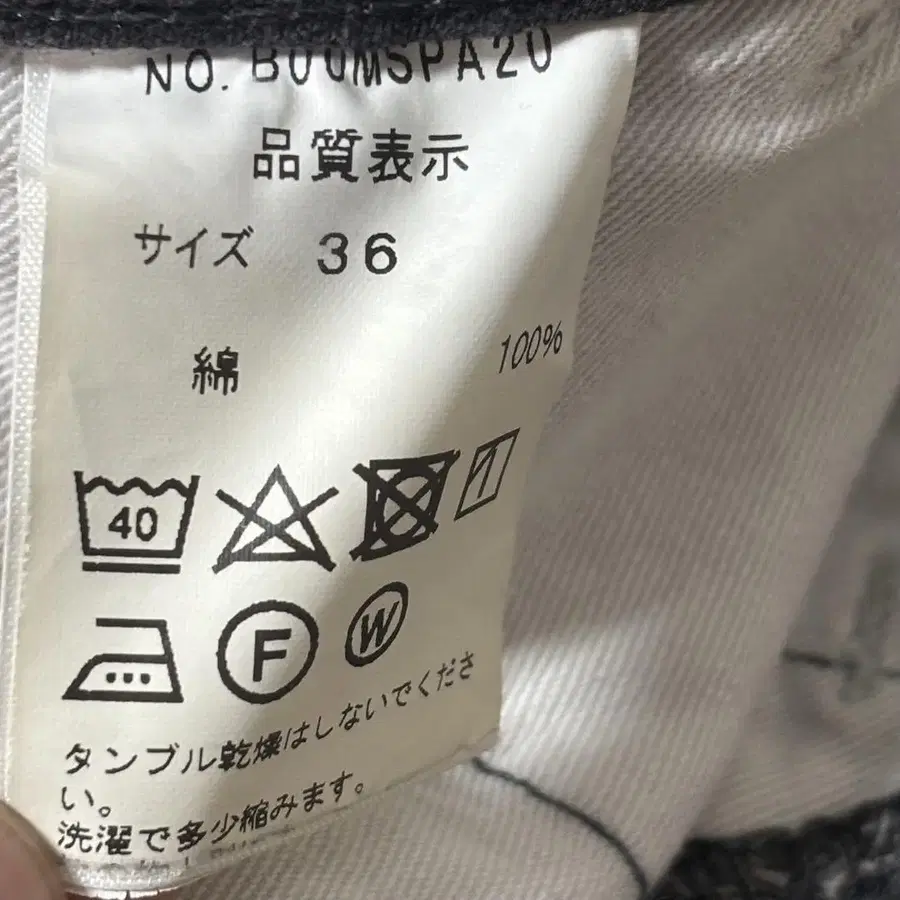 NO. B00MSPA20
品質表示
サイズ 36
綿 100%
40
F W
タンブル乾燥はしないでくださ
い。
洗濯で多少縮みます。